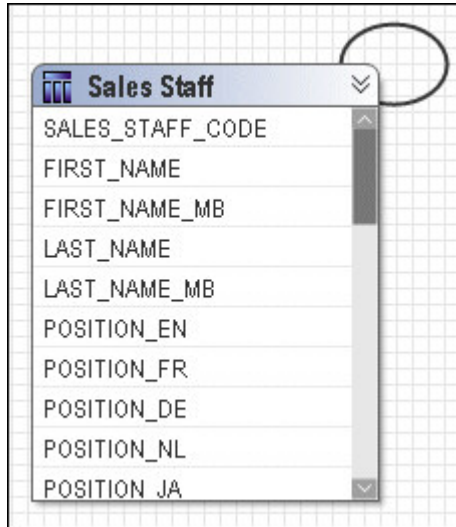 Sales Staff
SALES_STAFF_CODE
FIRST_NAME
FIRST_NAME_MB
LAST_NAME
LAST_NAME_MB
POSITION_EN
POSITION_FR
POSITION_DE
POSITION_NL
POSITION_JA